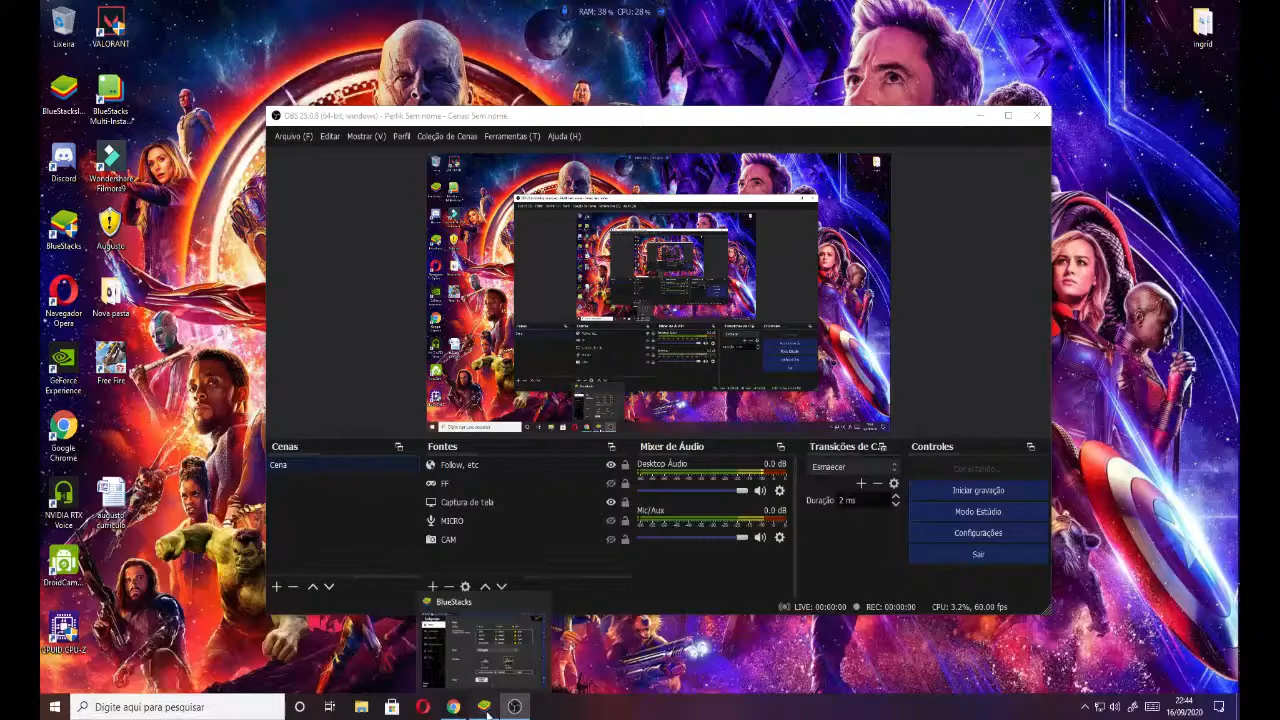 RAM: 38 % CPU: 28 %
Lixeira
VALORANT
ingrid
BlueStacks
Multi-Insta...
OBS 25.0.8 (64-bit, windows) - Perfil: Sem nome - Cenas: Sem nome
Arquivo (F) Editar Mostrar (V) Perfil Coleção de Cenas Ferramentas (T) Ajuda (H)
Discord
Wondershare
Filmora9
BlueStacks
Augusto
Navegador
Opera
Nova pasta
GeForce
Experience
Free Fire
Google
Chrome
NVIDIA RTX
Voice
augusto
curriculo
DroidCam...
CPUID CPU-Z
Cenas
Cena
Fontes
Follow, etc
FF
Captura de tela
MICRO
CAM
Mixer de Áudio
Desktop Áudio 0.0 dB
Mic/Aux 0.0 dB
Transições de C...
Esmaecer
Duração 2 ms
Controles
Conectando...
Iniciar gravação
Modo Estúdio
Configurações
Sair
LIVE: 00:00:00 REC: 00:00:00 CPU: 3.2%, 60.00 fps
BlueStacks
Digite aqui para pesquisar
22:44
16/09/2020